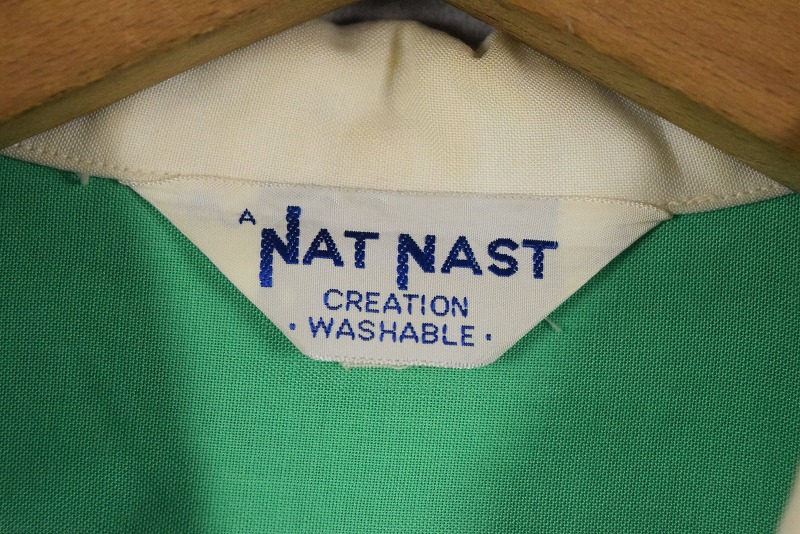 A NAT NAST
CREATION
· WASHABLE ·